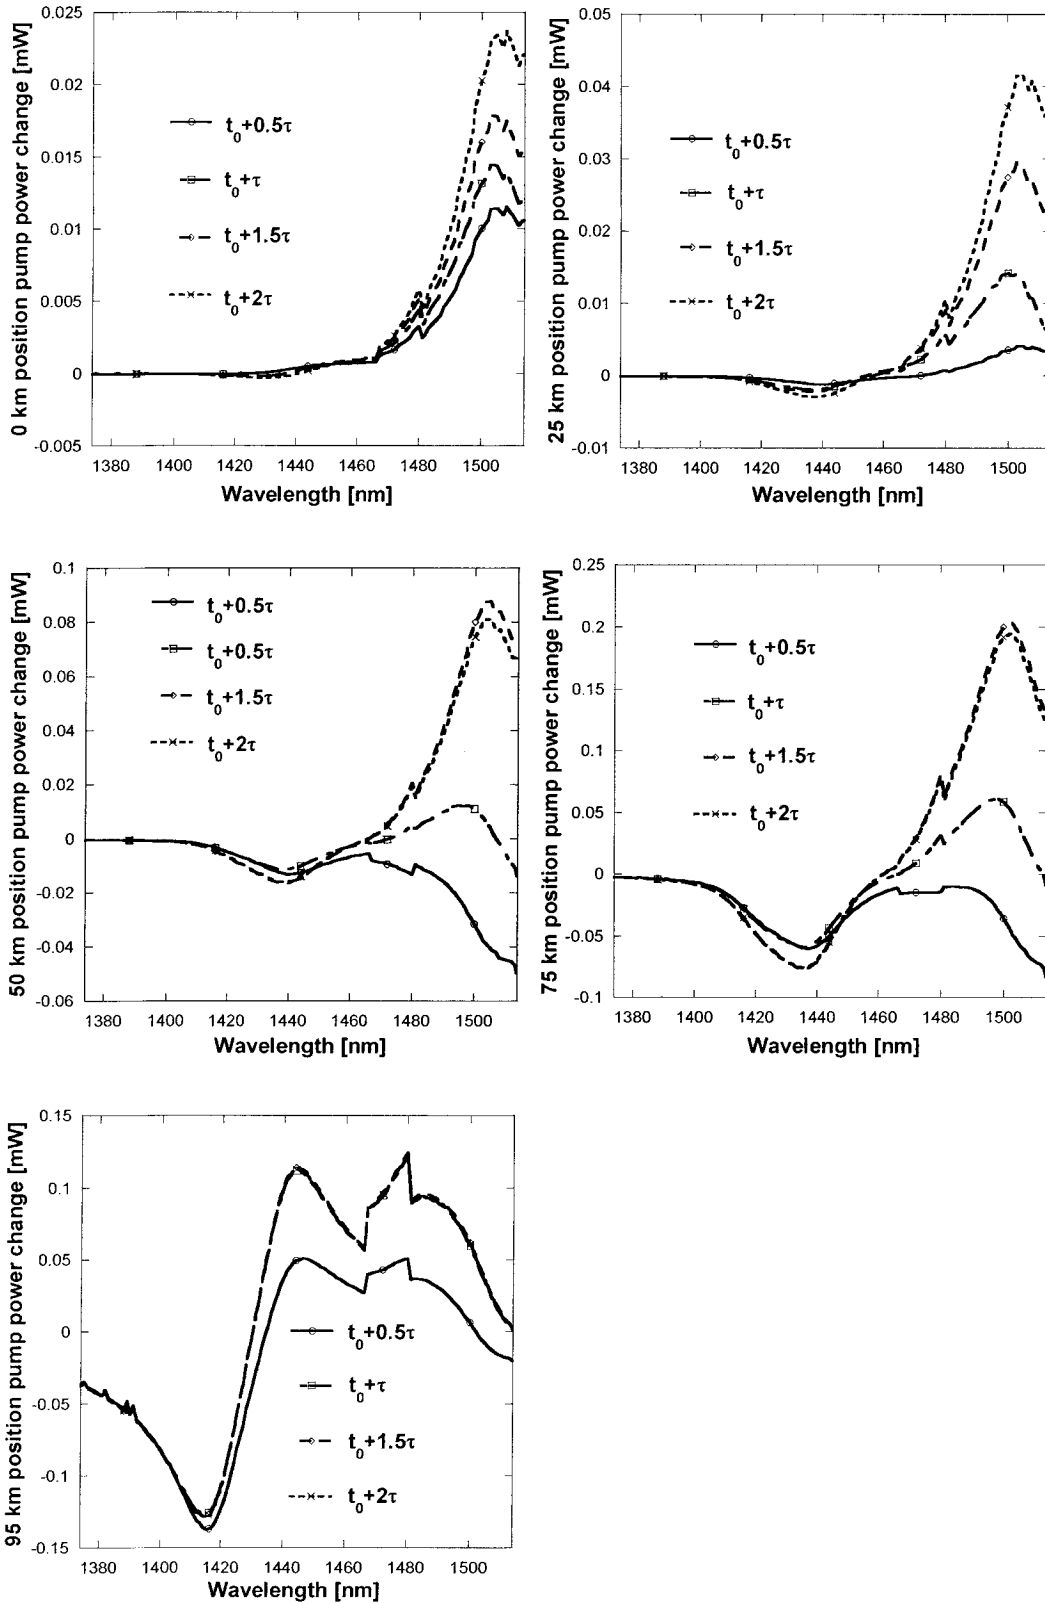 0 km position pump power change [mW]
0.025
0.02
0.015
0.01
0.005
0
-0.005
t0+0.5τ
t0+τ
t0+1.5τ
t0+2τ
1380 1400 1420 1440 1460 1480 1500
Wavelength [nm]
25 km position pump power change [mW]
0.05
0.04
0.03
0.02
0.01
0
-0.01
t0+0.5τ
t0+τ
t0+1.5τ
t0+2τ
1380 1400 1420 1440 1460 1480 1500
Wavelength [nm]
50 km position pump power change [mW]
0.1
0.08
0.06
0.04
0.02
0
-0.02
-0.04
-0.06
t0+0.5τ
t0+0.5τ
t0+1.5τ
t0+2τ
1380 1400 1420 1440 1460 1480 1500
Wavelength [nm]
75 km position pump power change [mW]
0.25
0.2
0.15
0.1
0.05
0
-0.05
-0.1
t0+0.5τ
t0+τ
t0+1.5τ
t0+2τ
1380 1400 1420 1440 1460 1480 1500
Wavelength [nm]
95 km position pump power change [mW]
0.15
0.1
0.05
0
-0.05
-0.1
-0.15
t0+0.5τ
t0+τ
t0+1.5τ
t0+2τ
1380 1400 1420 1440 1460 1480 1500
Wavelength [nm]